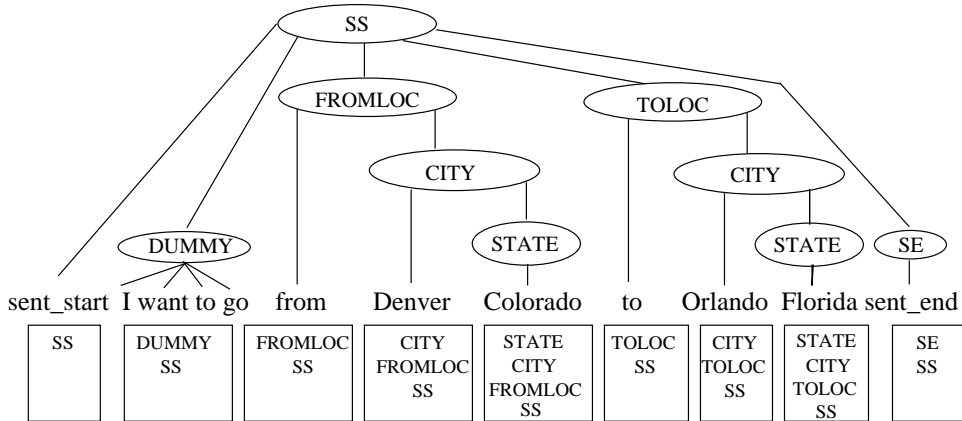 SS
FROMLOC TOLOC
CITY CITY
DUMMY STATE STATE SE
sent_start I want to go from Denver Colorado to Orlando Florida sent_end
SS DUMMY FROMLOC CITY STATE TOLOC CITY STATE SE
SS SS FROMLOC CITY SS TOLOC CITY SS
SS FROMLOC SS TOLOC
SS SS